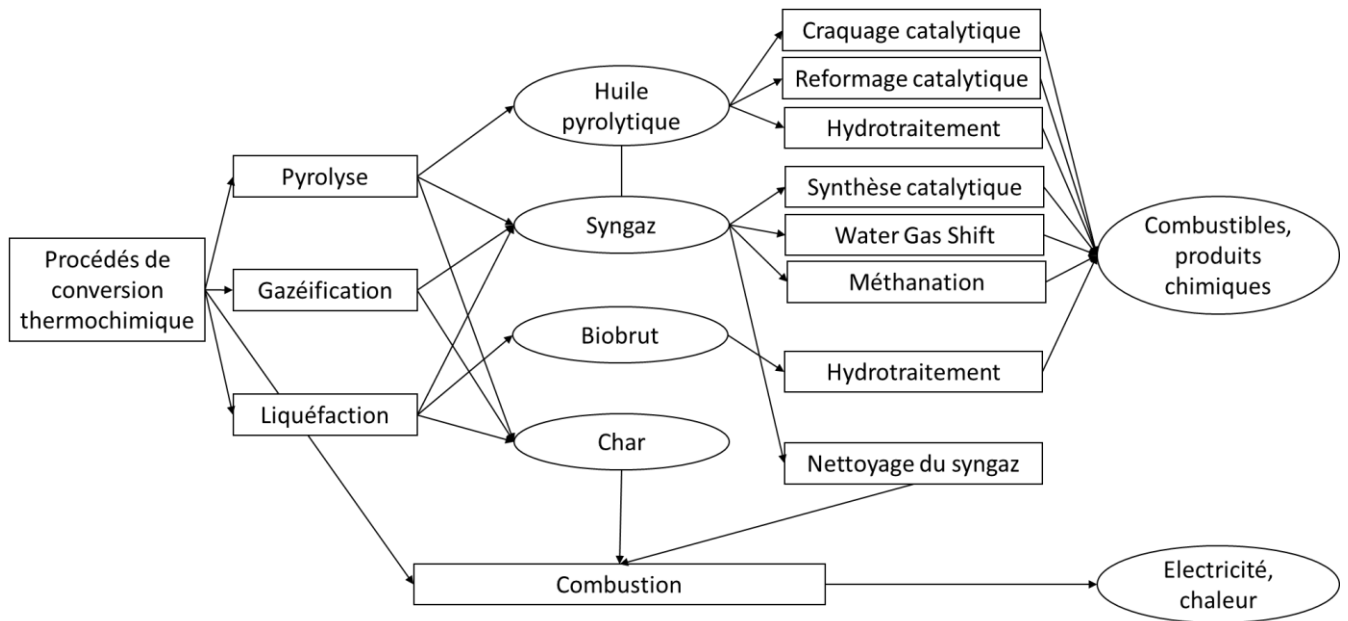 Procédés de
conversion
thermochimique
Pyrolyse
Gazéification
Liquéfaction
Huile
pyrolytique
Syngaz
Biobrut
Char
Craquage catalytique
Reformage catalytique
Hydrotraitement
Synthèse catalytique
Water Gas Shift
Méthanation
Hydrotraitement
Nettoyage du syngaz
Combustion
Combustibles,
produits
chimiques
Electricité,
chaleur